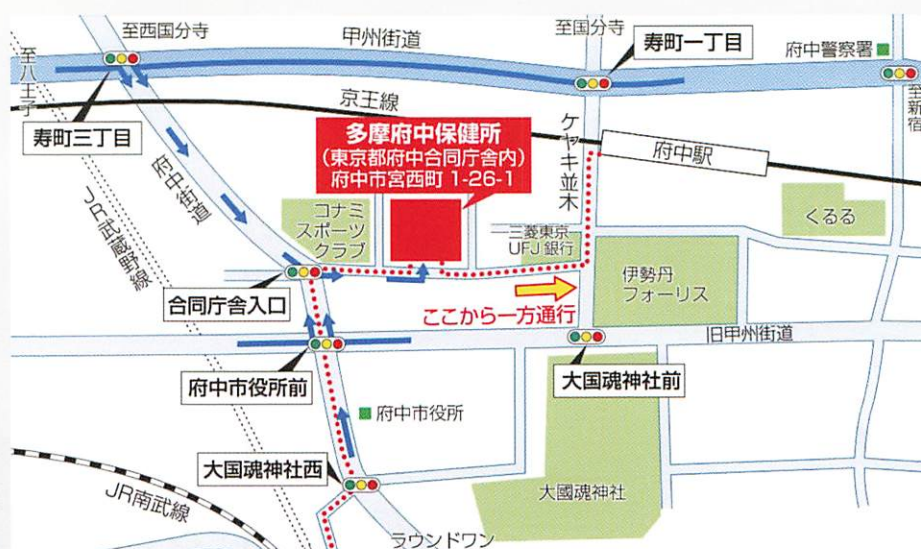 至西国分寺
甲州街道
至国分寺
寿町一丁目
府中警察署
至八王子
至新宿
寿町三丁目
京王線
多摩府中保健所
(東京都府中合同庁舎内)
府中市宮西町 1-26-1
ケヤキ並木
府中駅
府中街道
JR武蔵野線
コナミ
スポーツ
クラブ
三菱東京
UFJ銀行
くるる
伊勢丹
フォーリス
合同庁舎入口
ここから一方通行
旧甲州街道
府中市役所前
大国魂神社前
府中市役所
大国魂神社西
大國魂神社
JR南武線
ラウンドワン